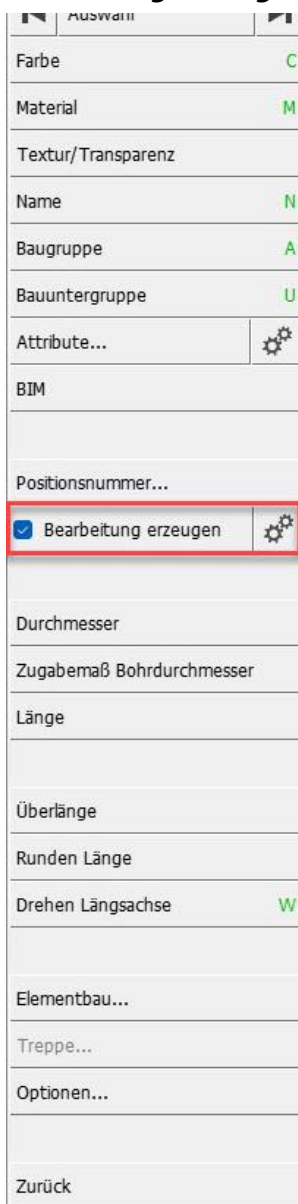 Auswahl
Farbe C
Material M
Textur/Transparenz
Name N
Baugruppe A
Bauuntergruppe U
Attribute...
BIM
Positionsnummer...
Bearbeitung erzeugen
Durchmesser
Zugabemaß Bohrdurchmesser
Länge
Überlänge
Runden Länge
Drehen Längsachse W
Elementbau...
Treppe...
Optionen...
Zurück